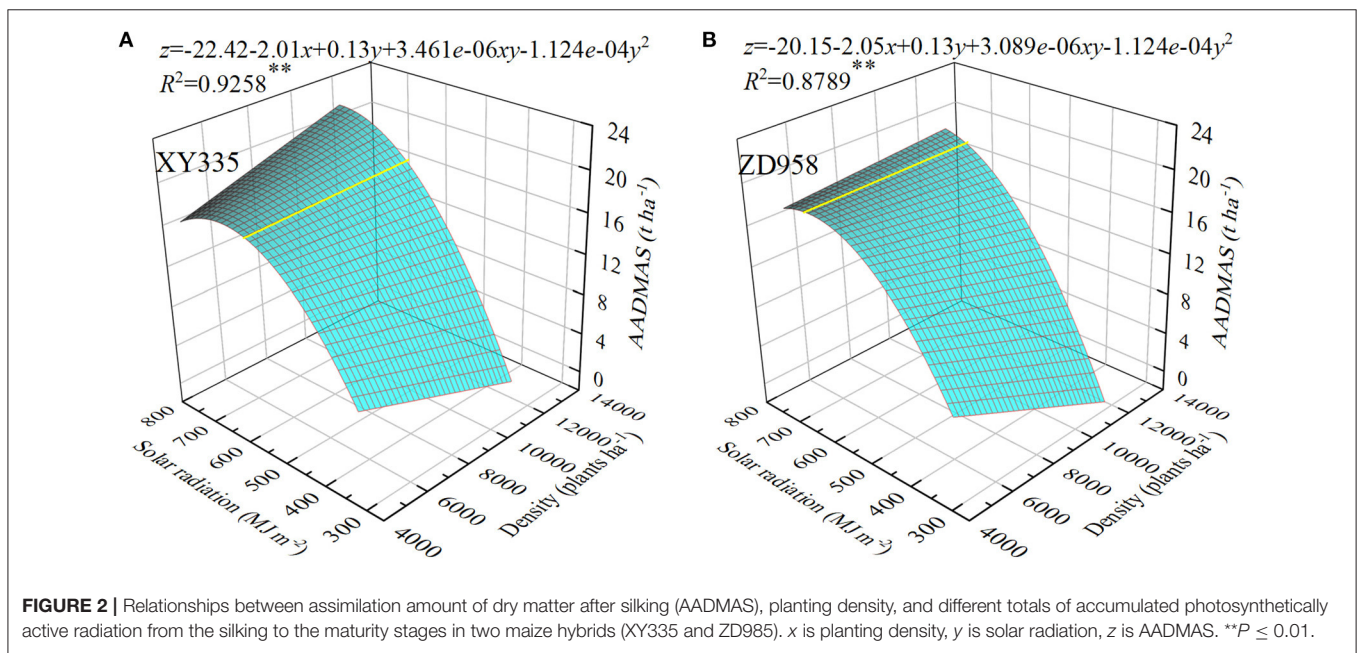 A
z=-22.42-2.01x+0.13y+3.461e-06xy-1.124e-04y²
R²=0.9258**
XY335
24
20
16
12
8
4
0
AADMAS (t ha⁻¹)
800
700
600
500
400
300
Solar radiation (MJ m⁻²)
14000
12000
10000
8000
6000
4000
Density (plants ha⁻¹)
B
z=-20.15-2.05x+0.13y+3.089e-06xy-1.124e-04y²
R²=0.8789**
ZD958
24
20
16
12
8
4
0
AADMAS (t ha⁻¹)
800
700
600
500
400
300
Solar radiation (MJ m⁻²)
14000
12000
10000
8000
6000
4000
Density (plants ha⁻¹)
FIGURE 2 | Relationships between assimilation amount of dry matter after silking (AADMAS), planting density, and different totals of accumulated photosynthetically
active radiation from the silking to the maturity stages in two maize hybrids (XY335 and ZD985). x is planting density, y is solar radiation, z is AADMAS. **P ≤ 0.01.